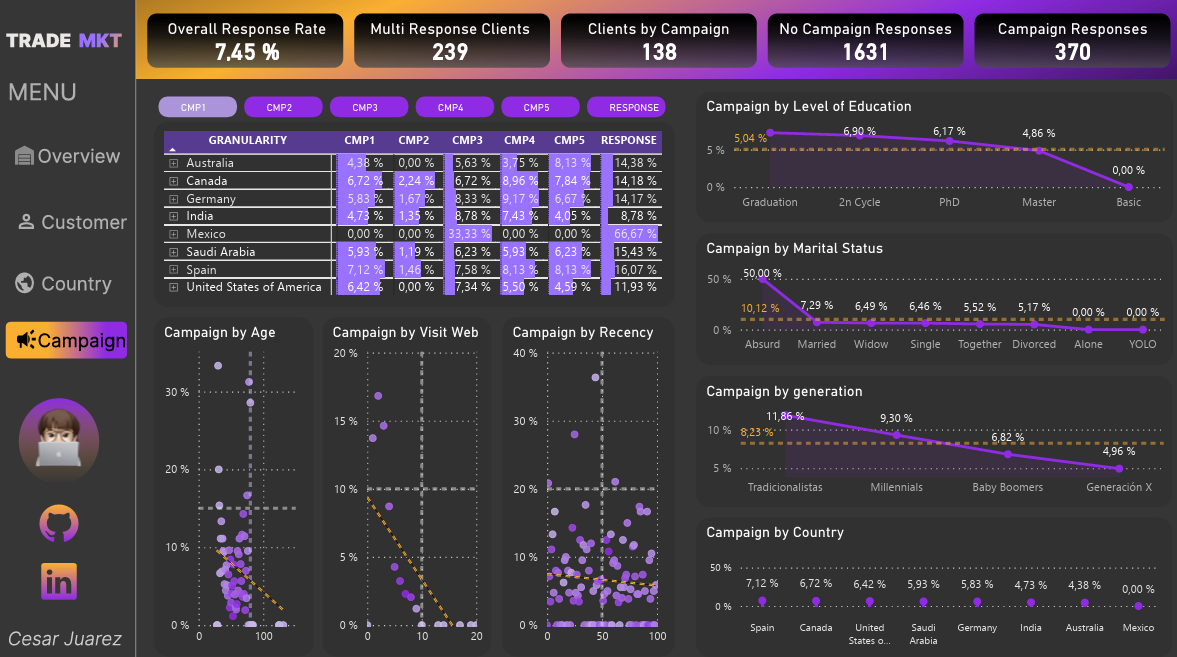 TRADE MKT
MENU
Overview
Customer
Country
Campaign
in
Cesar Juarez
Overall Response Rate
7,45 %
Multi Response Clients
239
Clients by Campaign
138
No Campaign Responses
1631
Campaign Responses
370
CMP1 CMP2 CMP3 CMP4 CMP5 RESPONSE
GRANULARITY CMP1 CMP2 CMP3 CMP4 CMP5 RESPONSE
Australia 4,38 % 0,00 % 5,63 % 3,75 % 8,13 % 14,38 %
Canada 6,72 % 2,24 % 6,72 % 8,96 % 7,84 % 14,18 %
Germany 5,83 % 1,67 % 8,33 % 9,17 % 6,67 % 14,17 %
India 4,73 % 1,35 % 8,78 % 7,43 % 4,05 % 8,78 %
Mexico 0,00 % 0,00 % 33,33 % 0,00 % 0,00 % 66,67 %
Saudi Arabia 5,93 % 1,19 % 6,23 % 5,93 % 6,23 % 15,43 %
Spain 7,12 % 1,46 % 7,58 % 8,13 % 8,13 % 16,07 %
United States of America 6,42 % 0,00 % 7,34 % 5,50 % 4,59 % 11,93 %
Campaign by Age
30 %
20 %
10 %
0 %
0 100
Campaign by Visit Web
20 %
15 %
10 %
5 %
0 %
0 10 20
Campaign by Recency
40 %
30 %
20 %
10 %
0 %
0 50 100
Campaign by Level of Education
5,04 % 6,90 % 6,17 % 4,86 % 0,00 %
5 %
0 %
Graduation 2n Cycle PhD Master Basic
Campaign by Marital Status
50 % 50,00 %
10,12 % 7,29 % 6,49 % 6,46 % 5,52 % 5,17 % 0,00 % 0,00 %
0 %
Absurd Married Widow Single Together Divorced Alone YOLO
Campaign by generation
11,86 % 9,30 % 6,82 % 4,96 %
10 % 8,23 %
5 %
Tradicionalistas Millennials Baby Boomers Generación X
Campaign by Country
50 %
7,12 % 6,72 % 6,42 % 5,93 % 5,83 % 4,73 % 4,38 % 0,00 %
0 %
Spain Canada United Saudi Germany India Australia Mexico
States o... Arabia